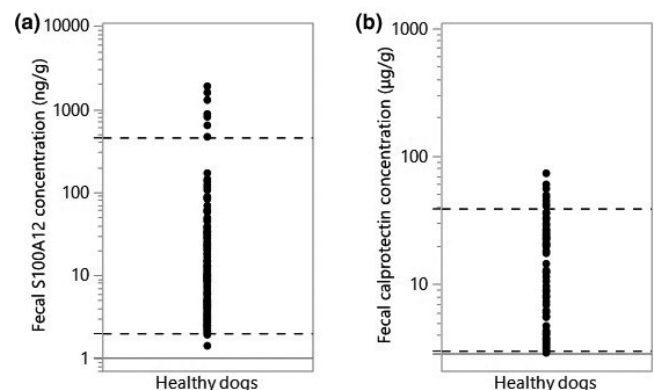 (a)
Fecal S100A12 concentration (ng/g)
10000
1000
100
10
1
Healthy dogs
(b)
Fecal calprotectin concentration (µg/g)
1000
100
10
Healthy dogs